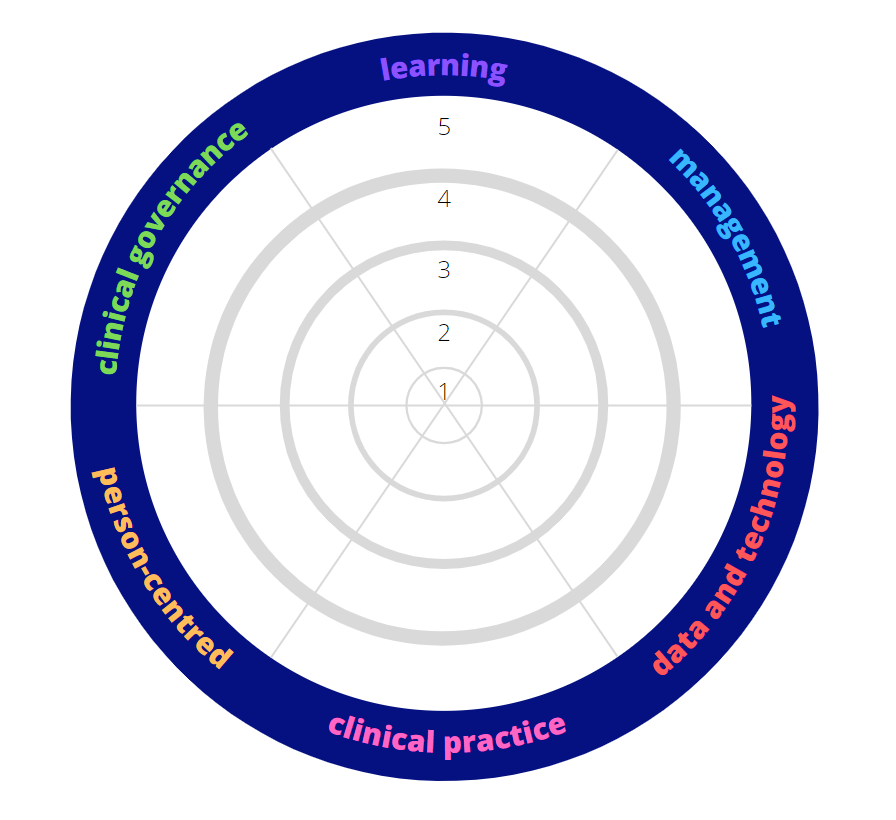 learning
management
data and technology
clinical practice
person-centred
clinical governance
5
4
3
2
1